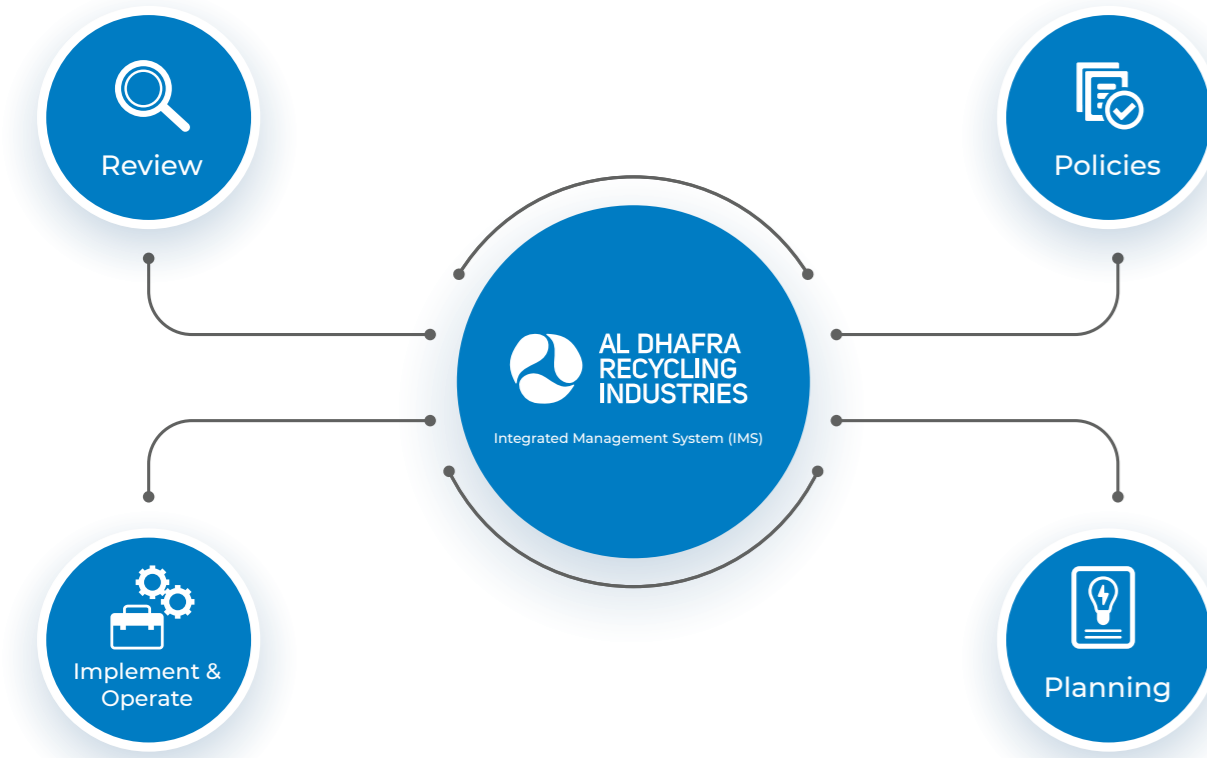 Review
Policies
AL DHAFRA
RECYCLING
INDUSTRIES
Integrated Management System (IMS)
Implement &
Operate
Planning